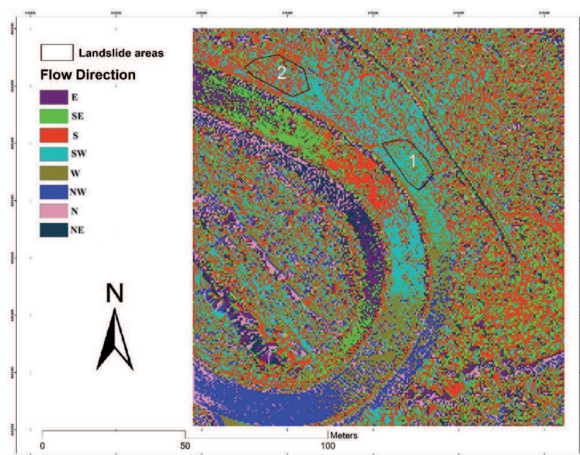 Landslide areas
Flow Direction
E
SE
S
SW
W
NW
N
NE
2
1
N
Meters
0
50
100